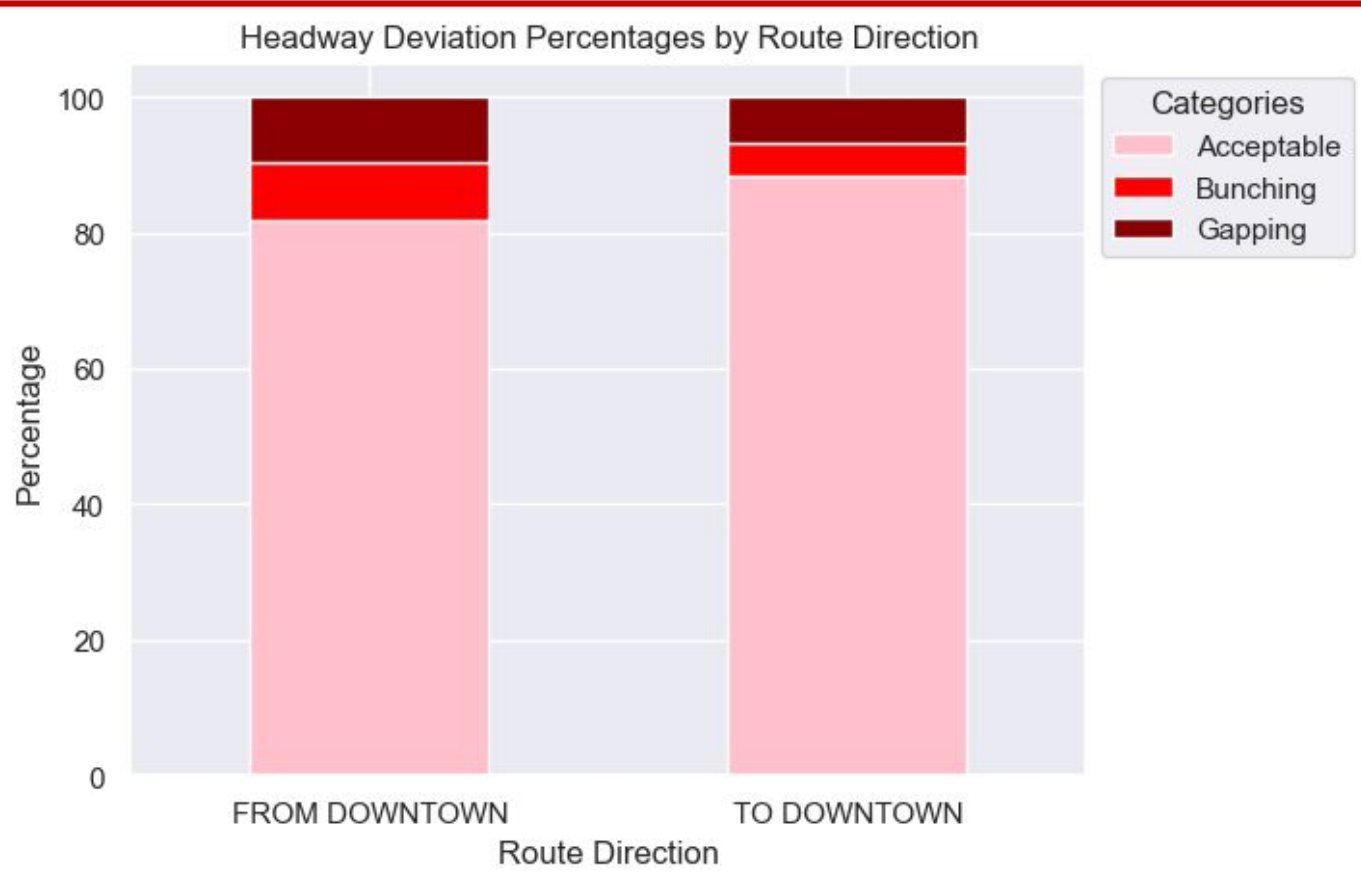 Headway Deviation Percentages by Route Direction
100
80
60
40
20
0
Percentage
FROM DOWNTOWN
TO DOWNTOWN
Route Direction
Categories
Acceptable
Bunching
Gapping